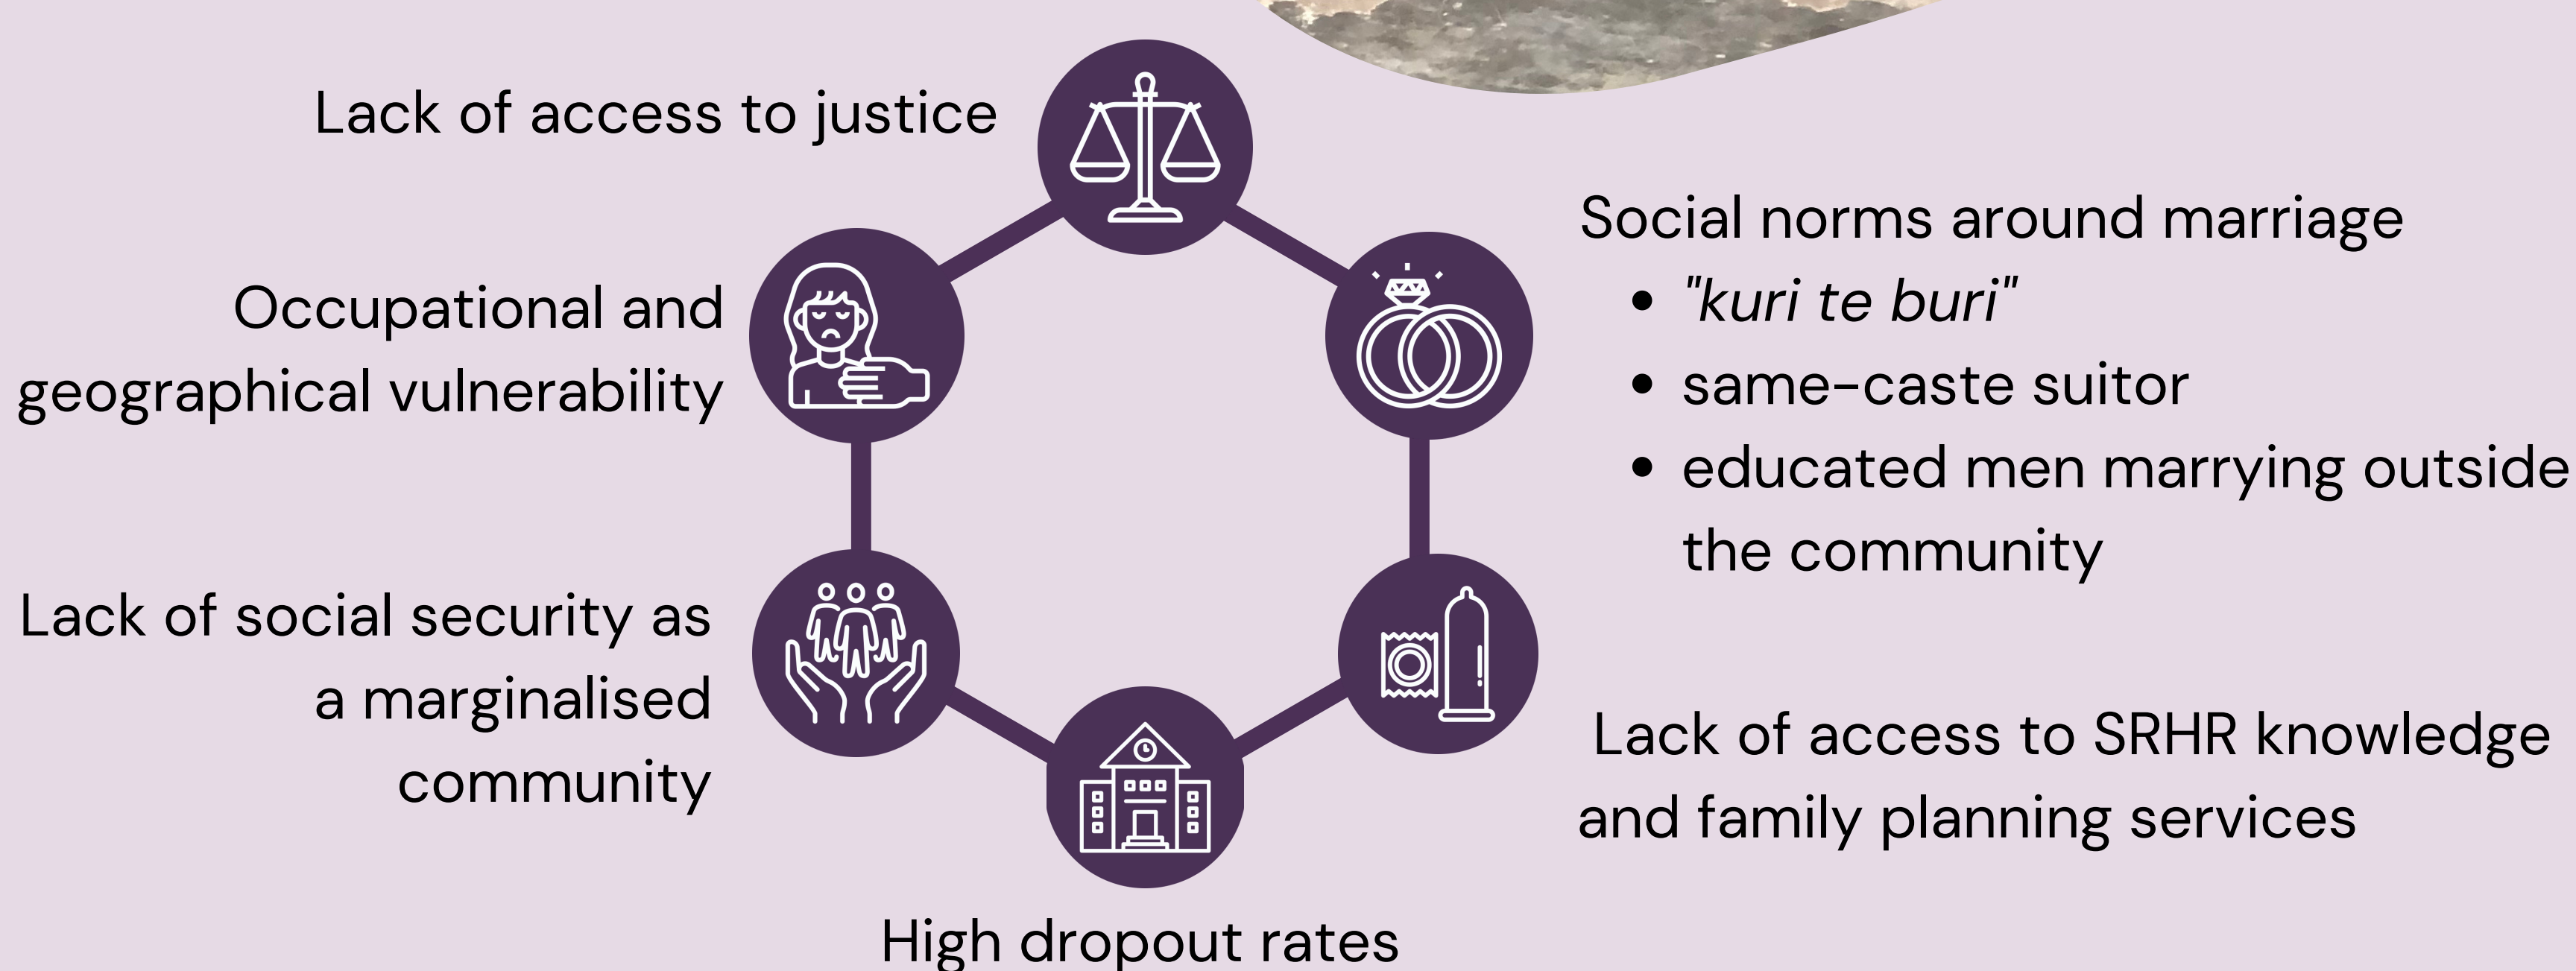 Lack of access to justice
Social norms around marriage
• "kuri te buri"
• same-caste suitor
• educated men marrying outside
the community
Occupational and
geographical vulnerability
Lack of social security as
a marginalised
community
Lack of access to SRHR knowledge
and family planning services
High dropout rates